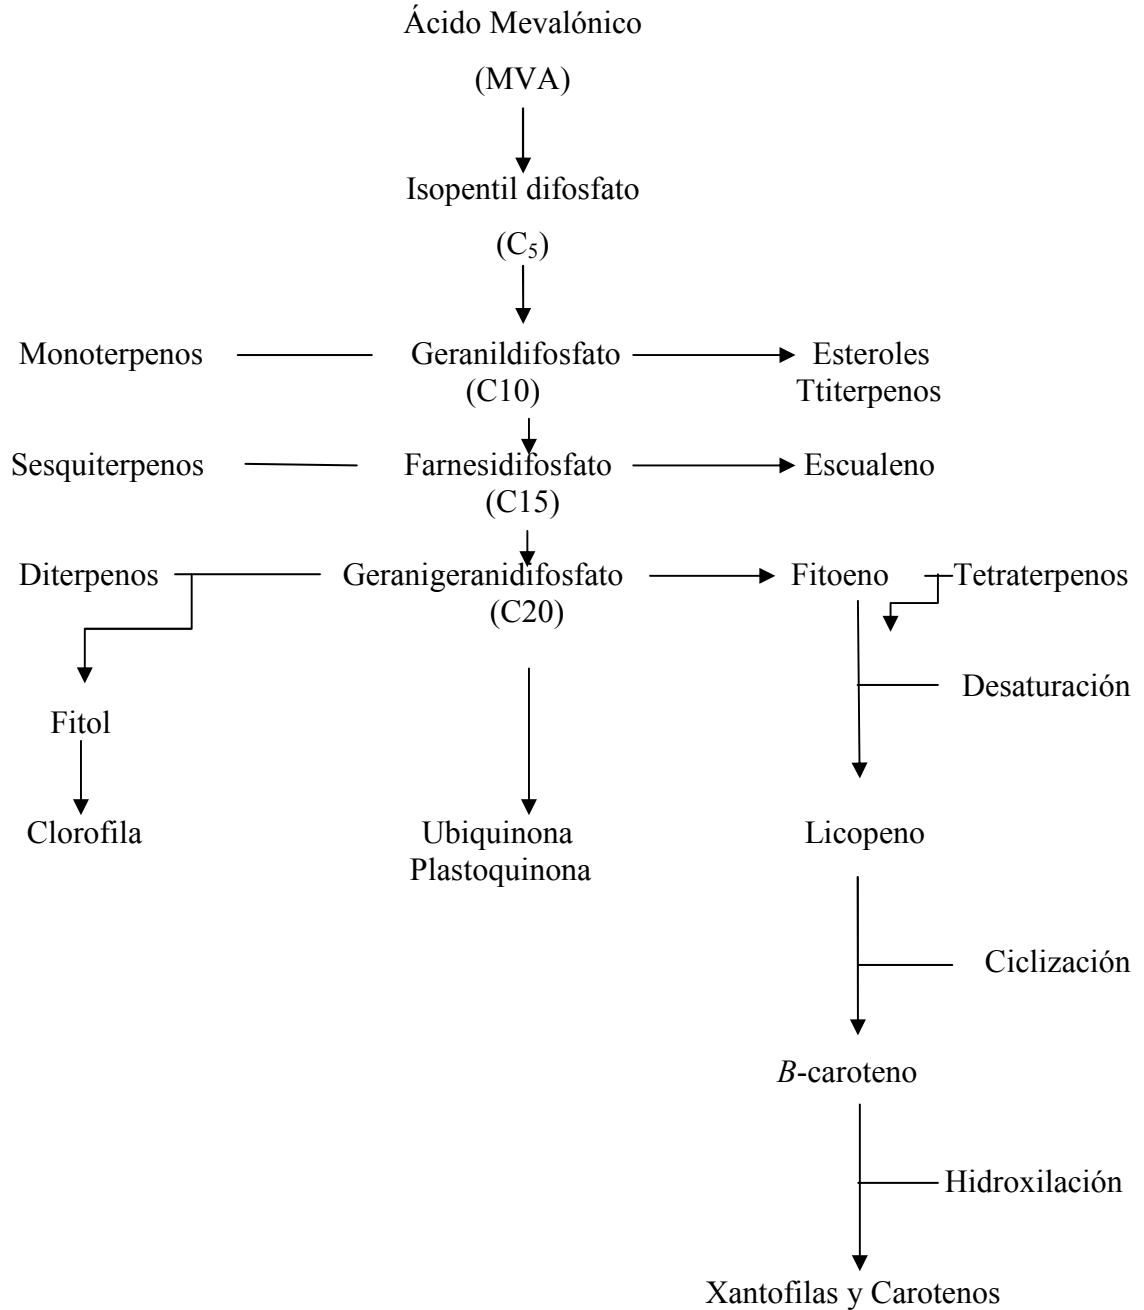 Ácido Mevalónico
(MVA)
Isopentil difosfato
(C5)
Monoterpenos
Geranildifosfato
(C10)
Esteroles
Ttiterpenos
Sesquiterpenos
Farnesidifosfato
(C15)
Escualeno
Diterpenos
Geranigeranidifosfato
(C20)
Fitoeno
Tetraterpenos
Desaturación
Fitol
Clorofila
Ubiquinona
Plastoquinona
Licopeno
Ciclización
B-caroteno
Hidroxilación
Xantofilas y Carotenos